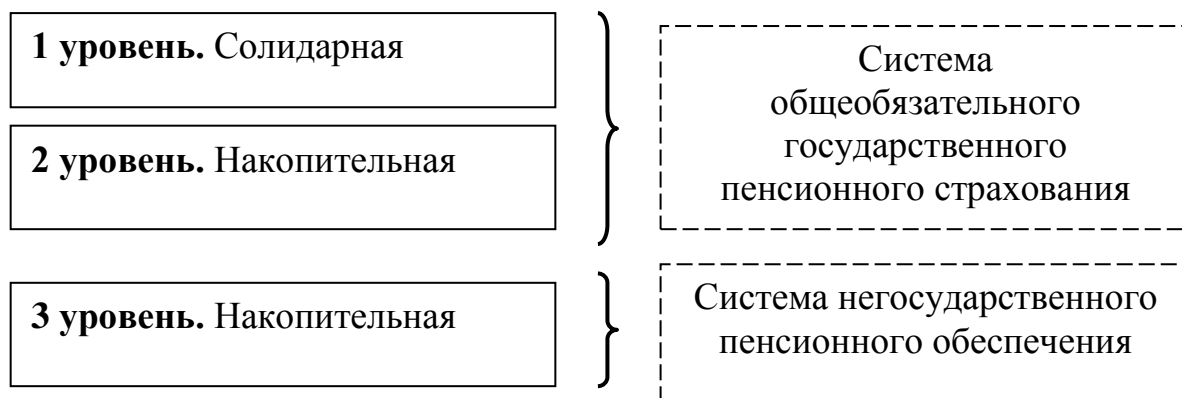 1 уровень. Солидарная
2 уровень. Накопительная
Система
общеобязательного
государственного
пенсионного страхования
3 уровень. Накопительная
Система негосударственного
пенсионного обеспечения